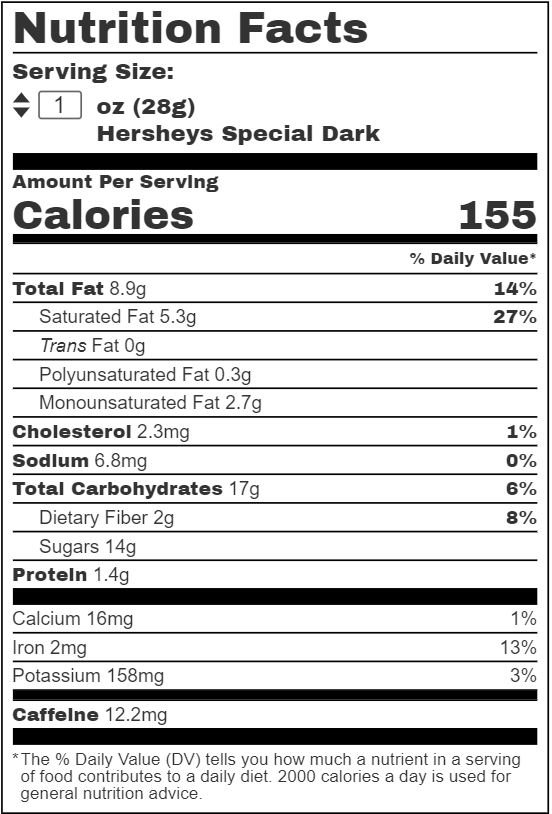 Nutrition Facts
Serving Size:
1 oz (28g)
Hersheys Special Dark
Amount Per Serving
Calories 155
% Daily Value*
Total Fat 8.9g 14%
Saturated Fat 5.3g 27%
Trans Fat 0g
Polyunsaturated Fat 0.3g
Monounsaturated Fat 2.7g
Cholesterol 2.3mg 1%
Sodium 6.8mg 0%
Total Carbohydrates 17g 6%
Dietary Fiber 2g 8%
Sugars 14g
Protein 1.4g
Calcium 16mg 1%
Iron 2mg 13%
Potassium 158mg 3%
Caffeine 12.2mg
*The % Daily Value (DV) tells you how much a nutrient in a serving
of food contributes to a daily diet. 2000 calories a day is used for
general nutrition advice.